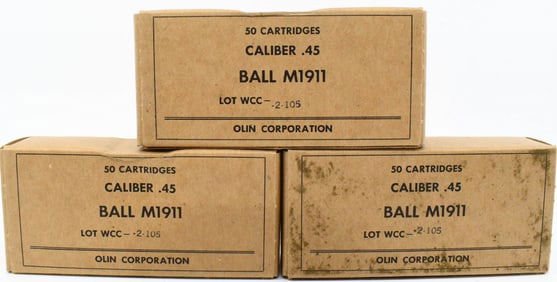 50 CARTRIDGES
CALIBER .45
BALL M1911
LOT WCC- -2-105
OLIN CORPORATION
50 CARTRIDGES
CALIBER .45
BALL M1911
LOT WCC- -2-105
OLIN CORPORATION
50 CARTRIDGES
CALIBER .45
BALL M1911
LOT WCC- -2-105
OLIN CORPORATION